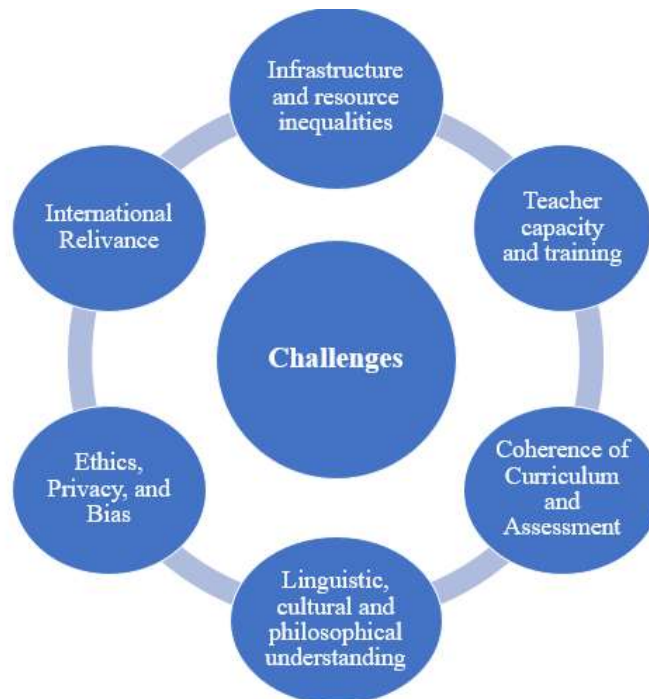 Infrastructure
and resource
inequalities
Teacher
capacity
and training
Coherence of
Curriculum
and
Assessment
Linguistic,
cultural and
philosophical
understanding
Ethics,
Privacy, and
Bias
International
Relivance
Challenges